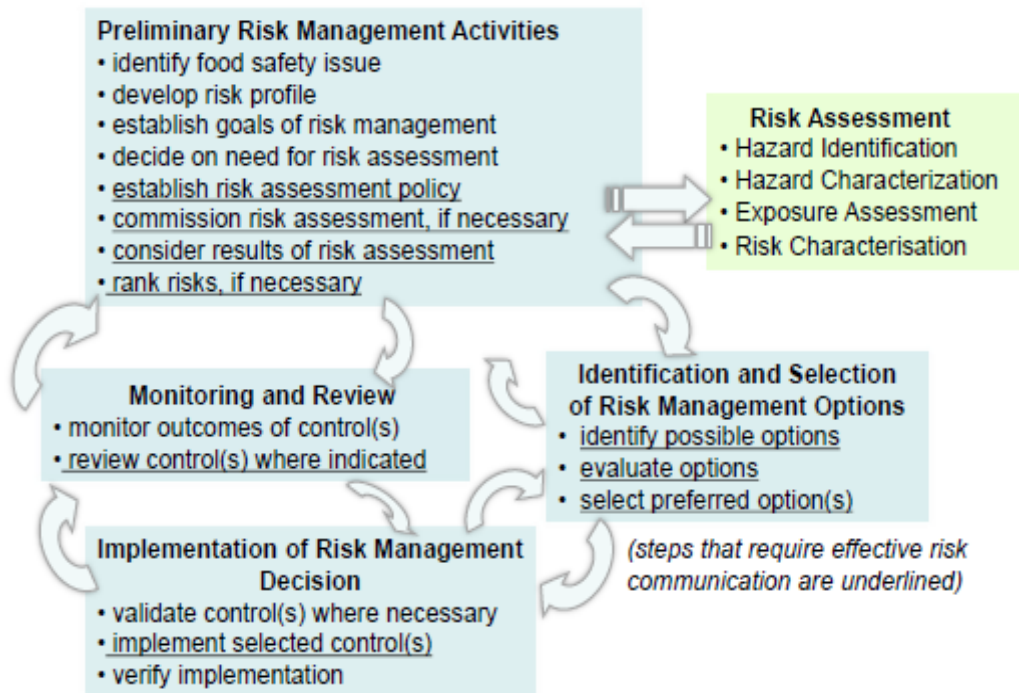 Preliminary Risk Management Activities
• identify food safety issue
• develop risk profile
• establish goals of risk management
• decide on need for risk assessment
• establish risk assessment policy
• commission risk assessment, if necessary
• consider results of risk assessment
• rank risks, if necessary
Risk Assessment
• Hazard Identification
• Hazard Characterization
• Exposure Assessment
• Risk Characterisation
Monitoring and Review
• monitor outcomes of control(s)
• review control(s) where indicated
Identification and Selection
of Risk Management Options
• identify possible options
• evaluate options
• select preferred option(s)
Implementation of Risk Management
Decision
• validate control(s) where necessary
• implement selected control(s)
• verify implementation
(steps that require effective risk
communication are underlined)